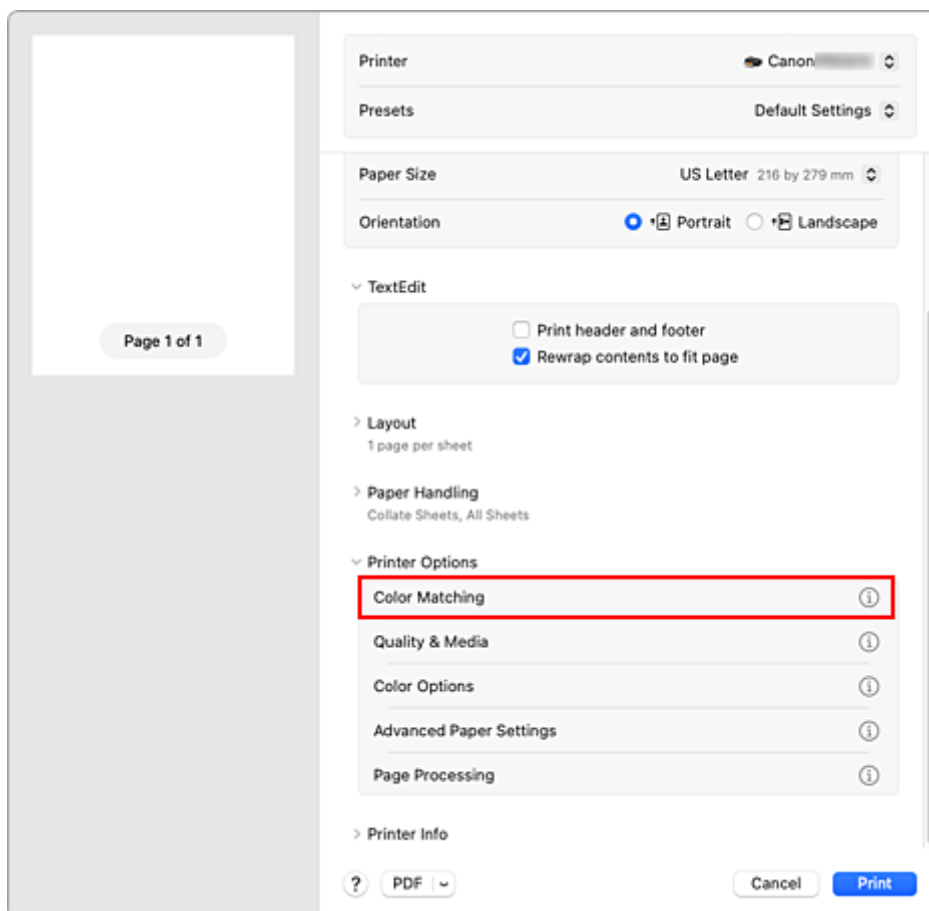 Page 1 of 1
Printer Canon
Presets Default Settings
Paper Size US Letter 216 by 279 mm
Orientation Portrait Landscape
TextEdit
Print header and footer
Rewrap contents to fit page
Layout
1 page per sheet
Paper Handling
Collate Sheets, All Sheets
Printer Options
Color Matching
Quality & Media
Color Options
Advanced Paper Settings
Page Processing
Printer Info
? PDF Cancel Print